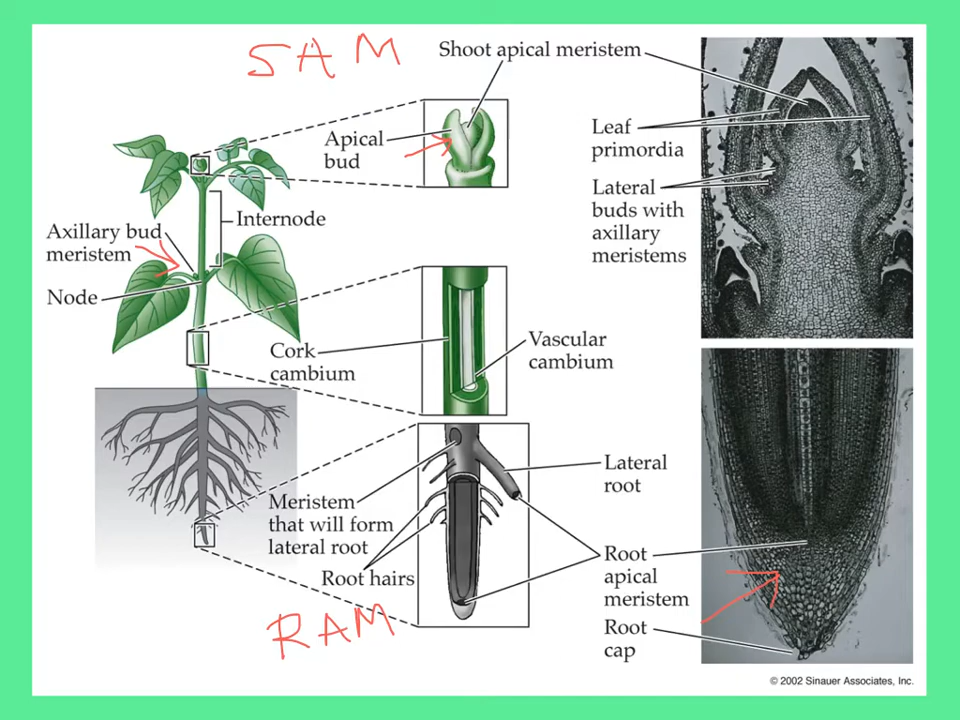 SAM
Shoot apical meristem
Apical
bud
Leaf
primordia
Lateral
buds with
axillary
meristems
Internode
Axillary bud
meristem
Node
Cork
cambium
Vascular
cambium
Lateral
root
Meristem
that will form
lateral root
Root hairs
Root
apical
meristem
Root
cap
RAM
© 2002 Sinauer Associates, Inc.